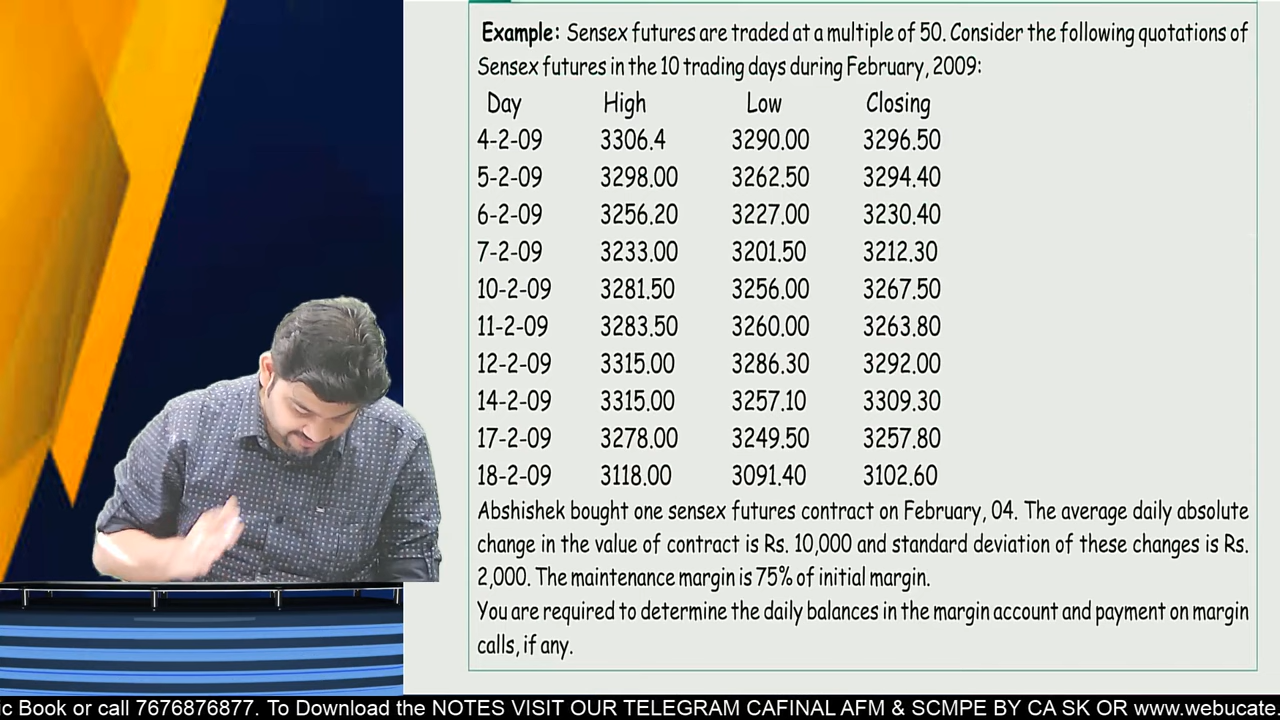 Example: Sensex futures are traded at a multiple of 50. Consider the following quotations of
Sensex futures in the 10 trading days during February, 2009:
Day High Low Closing
4-2-09 3306.4 3290.00 3296.50
5-2-09 3298.00 3262.50 3294.40
6-2-09 3256.20 3227.00 3230.40
7-2-09 3233.00 3201.50 3212.30
10-2-09 3281.50 3256.00 3267.50
11-2-09 3283.50 3260.00 3263.80
12-2-09 3315.00 3286.30 3292.00
14-2-09 3315.00 3257.10 3309.30
17-2-09 3278.00 3249.50 3257.80
18-2-09 3118.00 3091.40 3102.60
Abshishek bought one sensex futures contract on February, 04. The average daily absolute
change in the value of contract is Rs. 10,000 and standard deviation of these changes is Rs.
2,000. The maintenance margin is 75% of initial margin.
You are required to determine the daily balances in the margin account and payment on margin
calls, if any.
ic Book or call 7676876877. To Download the NOTES VISIT OUR TELEGRAM CAFINAL AFM & SCMPE BY CA SK OR www.webucate.